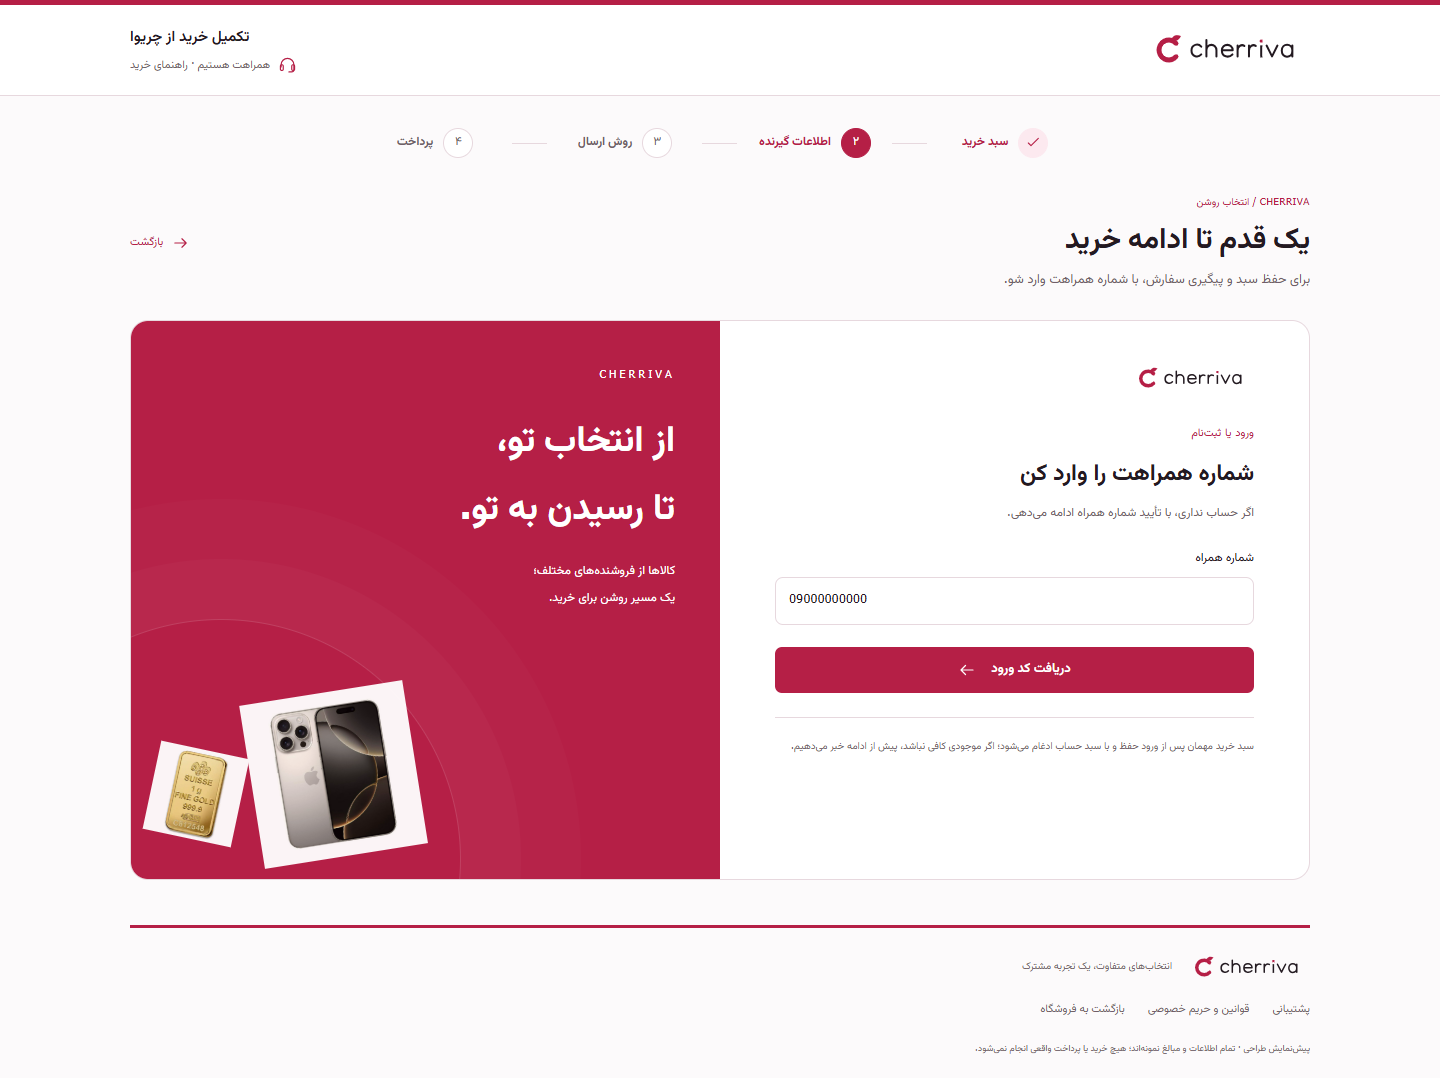 cherriva
تکمیل خرید از چریوا
همراهت هستیم · راهنمای خرید
سبد خرید
۲ اطلاعات گیرنده
۳ روش ارسال
۴ پرداخت
CHERRIVA / انتخاب روشن
یک قدم تا ادامه خرید
برای حفظ سبد و پیگیری سفارش، با شماره همراهت وارد شو.
بازگشت
cherriva
ورود یا ثبت‌نام
شماره همراهت را وارد کن
اگر حساب نداری، با تأیید شماره همراه ادامه می‌دهی.
شماره همراه
09000000000
دریافت کد ورود
سبد خرید مهمان پس از ورود حفظ و با سبد حساب ادغام می‌شود؛ اگر موجودی کافی نباشد، پیش از ادامه خبر می‌دهیم.
CHERRIVA
از انتخاب تو،
تا رسیدن به تو.
کالاها از فروشنده‌های مختلف؛
یک مسیر روشن برای خرید.
SUISSE
1 g
FINE GOLD
999.9
cherriva
انتخاب‌های متفاوت، یک تجربه مشترک
پشتیبانی
قوانین و حریم خصوصی
بازگشت به فروشگاه
پیش‌نمایش طراحی · تمام اطلاعات و مبالغ نمونه‌اند؛ هیچ خرید یا پرداخت واقعی انجام نمی‌شود.